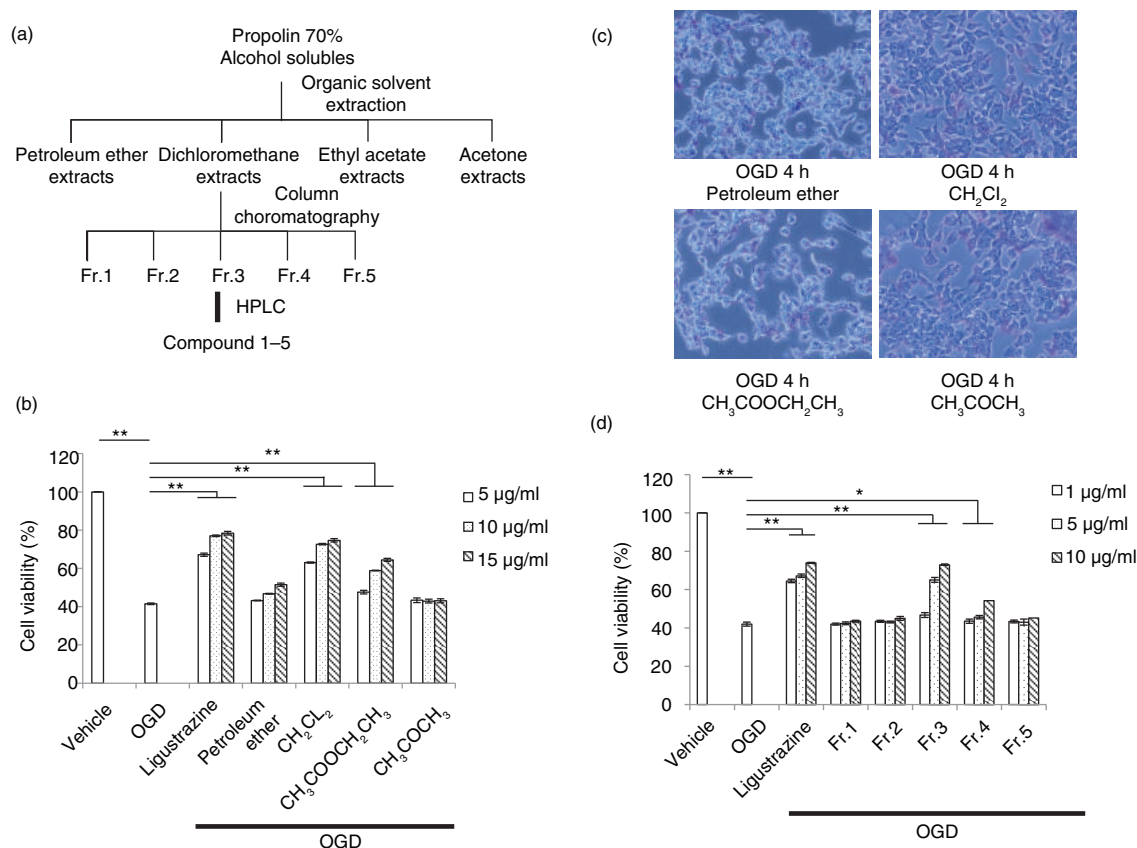 (a)
Propolin 70%
Alcohol solubles
Organic solvent
extraction
Petroleum ether
extracts
Dichloromethane
extracts
Ethyl acetate
extracts
Acetone
extracts
Column
choromatography
Fr.1 Fr.2 Fr.3 Fr.4 Fr.5
HPLC
Compound 1–5
(c)
OGD 4 h
Petroleum ether
OGD 4 h
CH₂Cl₂
OGD 4 h
CH₃COOCH₂CH₃
OGD 4 h
CH₃COCH₃
(b)
Cell viability (%)
120
100
80
60
40
20
0
**
**
**
**
5 µg/ml
10 µg/ml
15 µg/ml
Vehicle
OGD
Ligustrazine
Petroleum
ether
CH₂CL₂
CH₃COOCH₂CH₃
CH₃COCH₃
OGD
(d)
Cell viability (%)
120
100
80
60
40
20
0
**
*
**
**
1 µg/ml
5 µg/ml
10 µg/ml
Vehicle
OGD
Ligustrazine
Fr.1
Fr.2
Fr.3
Fr.4
Fr.5
OGD